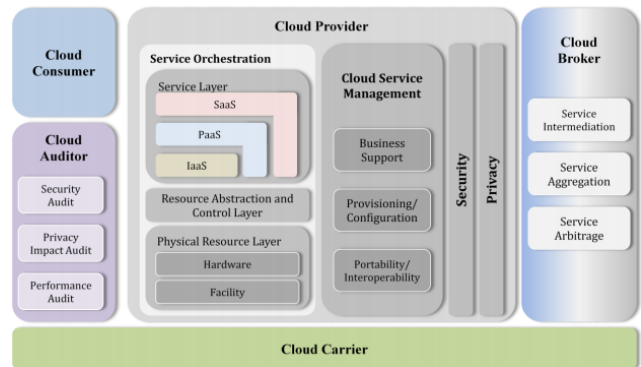 Cloud
Consumer
Cloud
Auditor
Security
Audit
Privacy
Impact Audit
Performance
Audit
Cloud Provider
Service Orchestration
Service Layer
SaaS
PaaS
IaaS
Resource Abstraction and
Control Layer
Physical Resource Layer
Hardware
Facility
Cloud Service
Management
Business
Support
Provisioning/
Configuration
Portability/
Interoperability
Security
Privacy
Cloud
Broker
Service
Intermediation
Service
Aggregation
Service
Arbitrage
Cloud Carrier